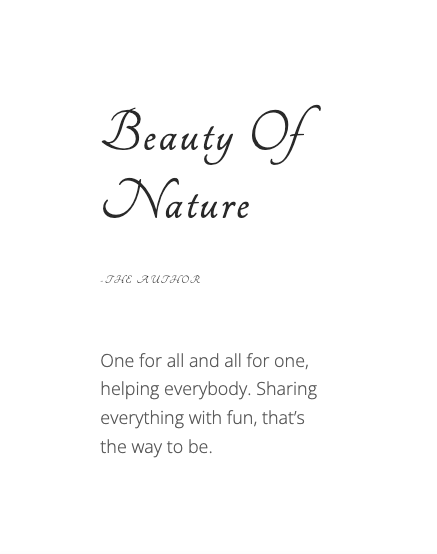 Beauty Of
Nature
-THE AUTHOR
One for all and all for one,
helping everybody. Sharing
everything with fun, that’s
the way to be.